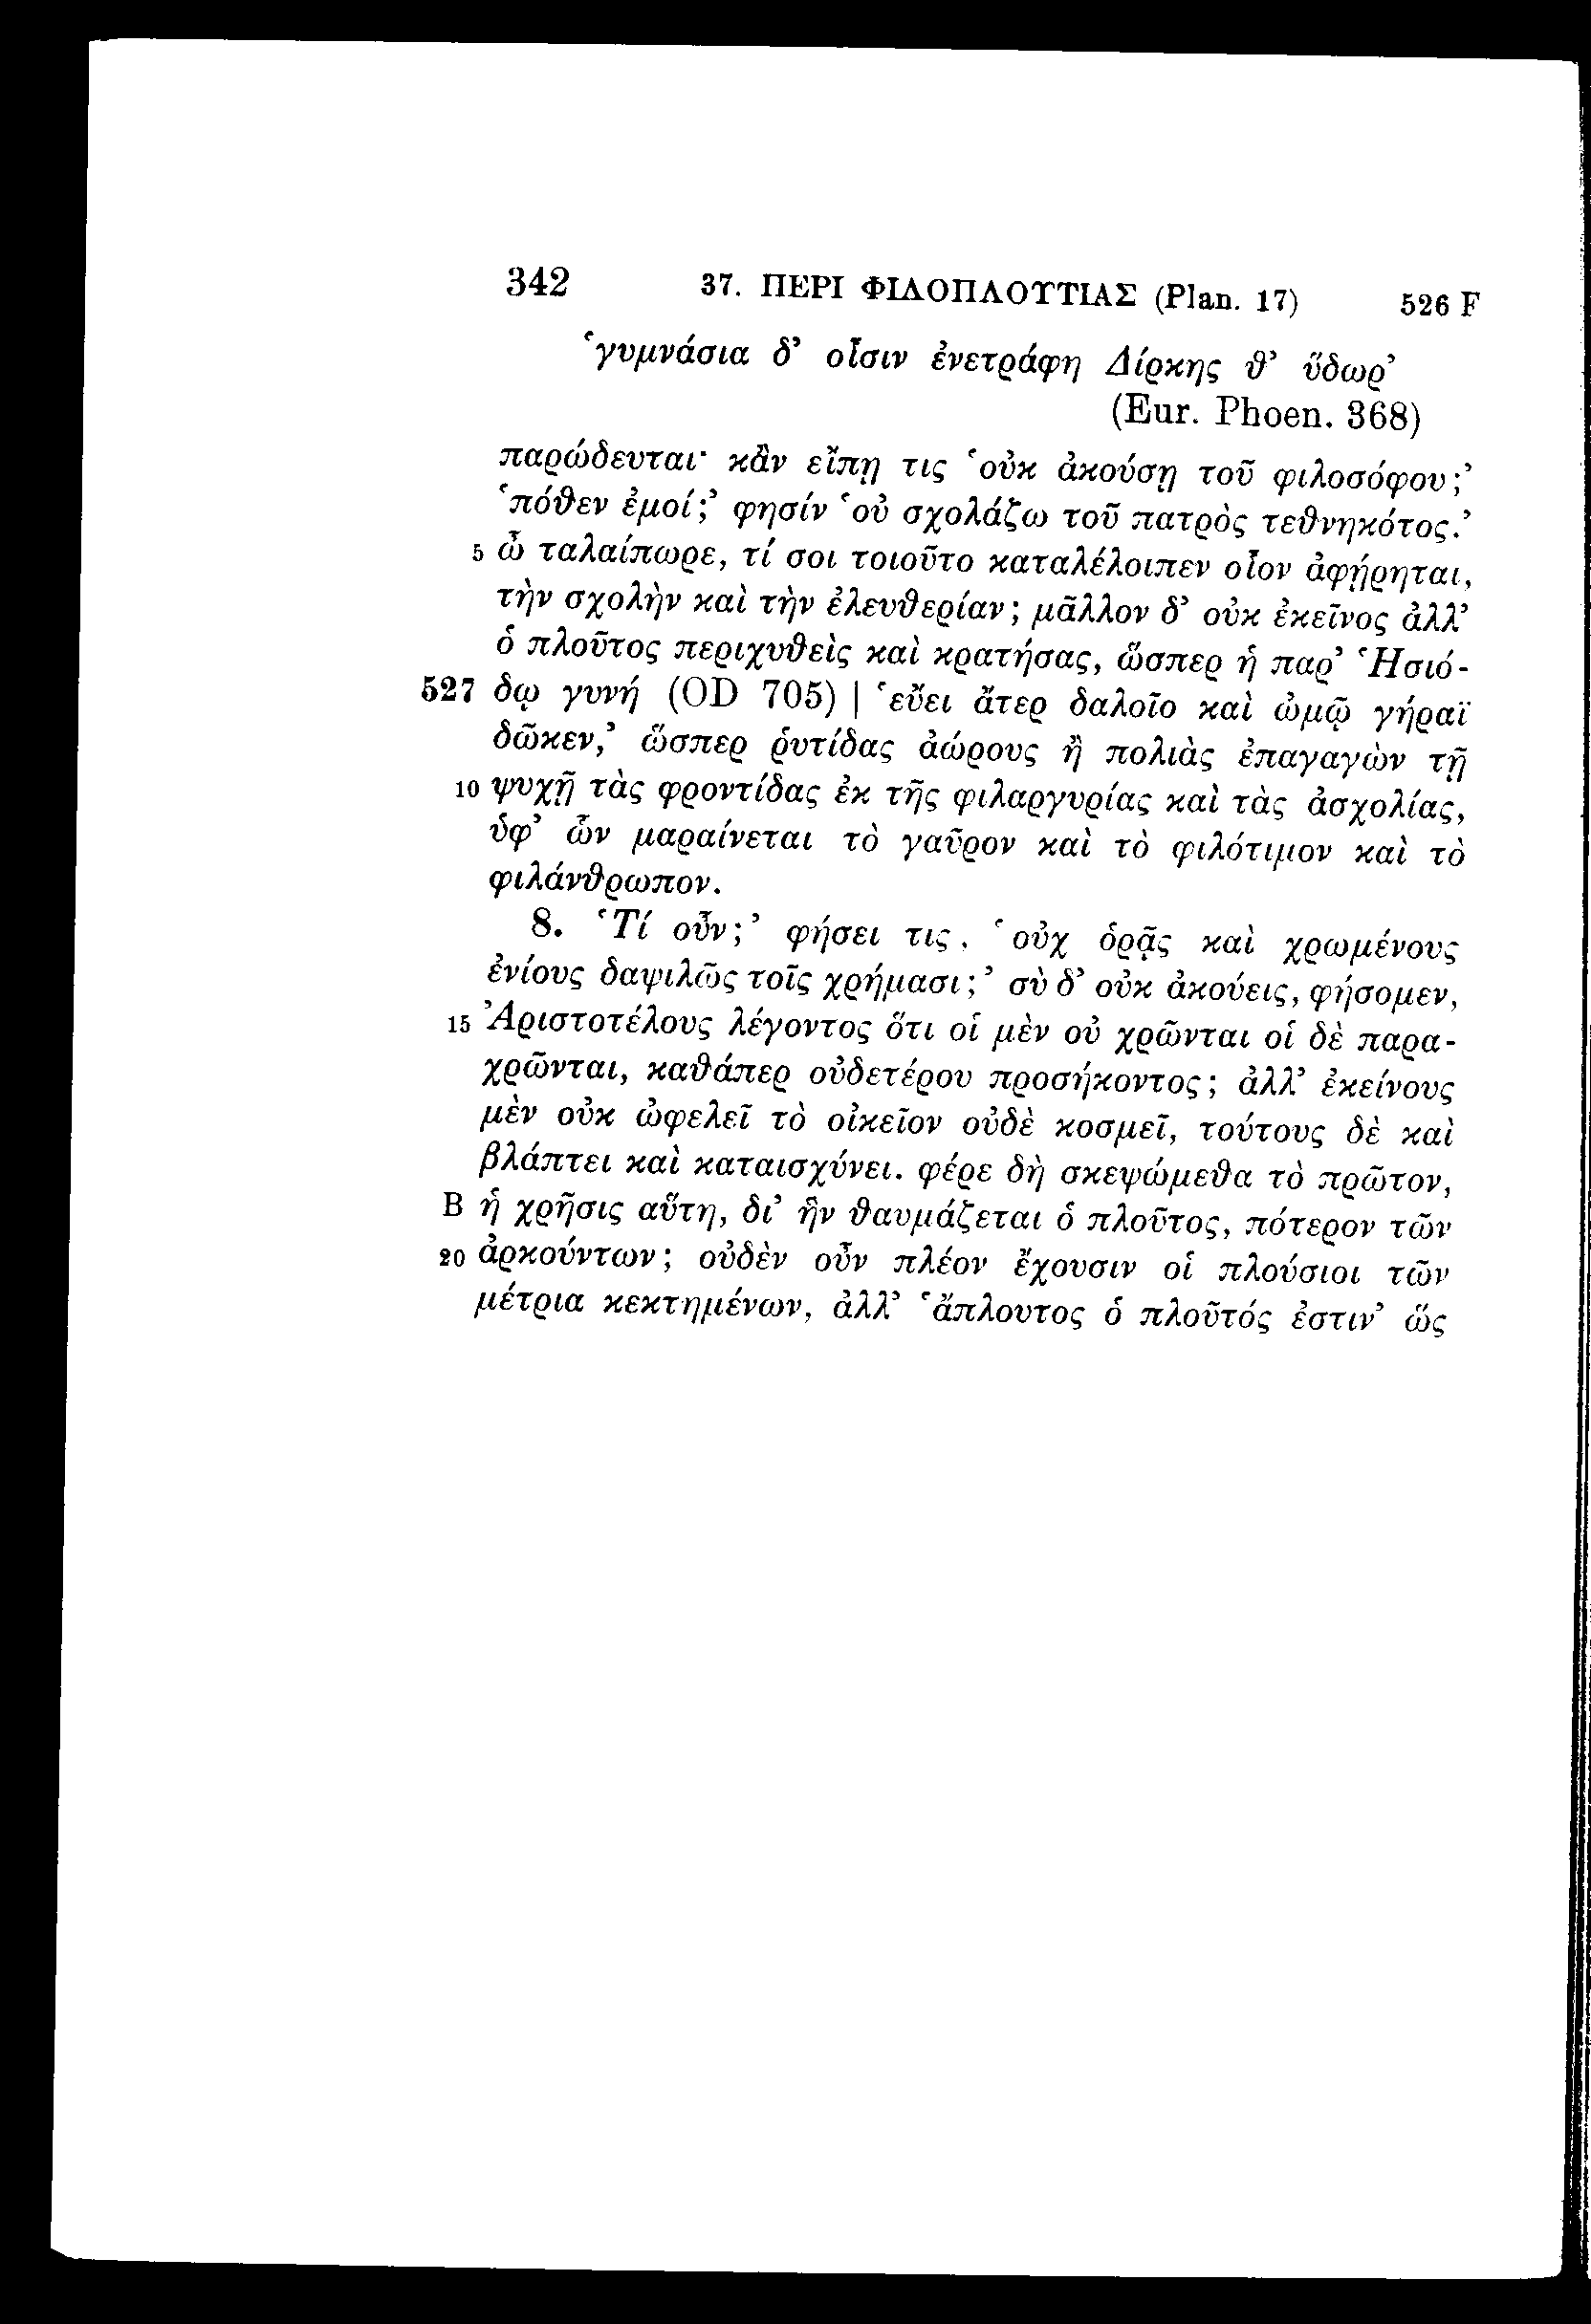 342 37. ΠΕΡΙ ΦΙΛΟΠΛΟΥΤΙΑΣ (Plan. 17) 526 F
‘γυμνάσια δ’ οἷσιν ἐνετράφη Δίρκης θ’ ὕδωρ’
(Eur. Phoen. 368)
παρώδευται· κἂν εἴπῃ τις ‘οὐκ ἀκούσῃ τοῦ φιλοσόφου;’
‘πόθεν ἐμοί;’ φησίν ‘οὐ σχολάζω τοῦ πατρὸς τεθνηκότος.’
5 ὦ ταλαίπωρε, τί σοι τοιοῦτο καταλέλοιπεν οἷον ἀφῄρηται,
τὴν σχολὴν καὶ τὴν ἐλευθερίαν; μᾶλλον δ’ οὐκ ἐκεῖνος ἀλλ’
ὁ πλοῦτος περιχυθεὶς καὶ κρατήσας, ὥσπερ ἡ παρ’ Ἡσιό-
527 δῳ γυνή (OD 705) | ‘εὕει ἄτερ δαλοῖο καὶ ὠμῷ γήραϊ
δῶκεν,’ ὥσπερ ῥυτίδας ἀώρους ἢ πολιὰς ἐπαγαγὼν τῇ
10 ψυχῇ τὰς φροντίδας ἐκ τῆς φιλαργυρίας καὶ τὰς ἀσχολίας,
ὑφ’ ὧν μαραίνεται τὸ γαῦρον καὶ τὸ φιλότιμον καὶ τὸ
φιλάνθρωπον.
8. ‘Τί οὖν;’ φήσει τις, ‘οὐχ ὁρᾷς καὶ χρωμένους
ἐνίους δαψιλῶς τοῖς χρήμασι;’ σὺ δ’ οὐκ ἀκούεις, φήσομεν,
15 Ἀριστοτέλους λέγοντος ὅτι οἱ μὲν οὐ χρῶνται οἱ δὲ παρα-
χρῶνται, καθάπερ οὐδετέρου προσήκοντος; ἀλλ’ ἐκείνους
μὲν οὐκ ὠφελεῖ τὸ οἰκεῖον οὐδὲ κοσμεῖ, τούτους δὲ καὶ
βλάπτει καὶ καταισχύνει. φέρε δὴ σκεψώμεθα τὸ πρῶτον,
B ἡ χρῆσις αὕτη, δι’ ἣν θαυμάζεται ὁ πλοῦτος, πότερον τῶν
20 ἀρκούντων; οὐδὲν οὖν πλέον ἔχουσιν οἱ πλούσιοι τῶν
μέτρια κεκτημένων, ἀλλ’ ‘ἄπλουτος ὁ πλοῦτός ἐστιν’ ὥς